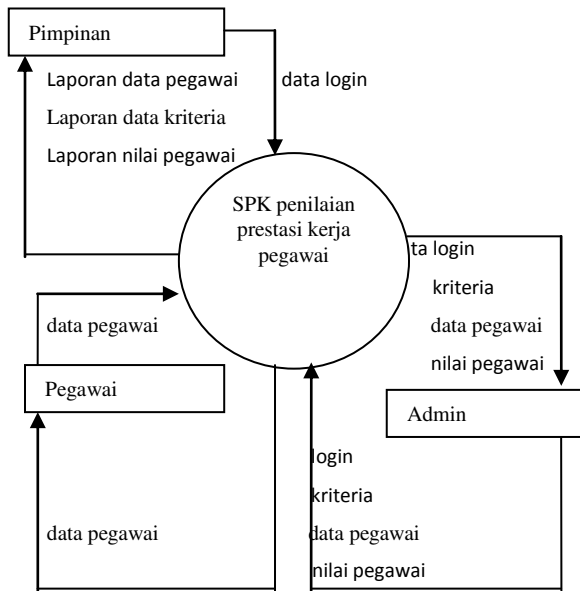 Pimpinan
Laporan data pegawai
data login
Laporan data kriteria
Laporan nilai pegawai
SPK penilaian
prestasi kerja
pegawai
ta login
kriteria
data pegawai
nilai pegawai
data pegawai
Pegawai
Admin
login
kriteria
data pegawai
data pegawai
nilai pegawai